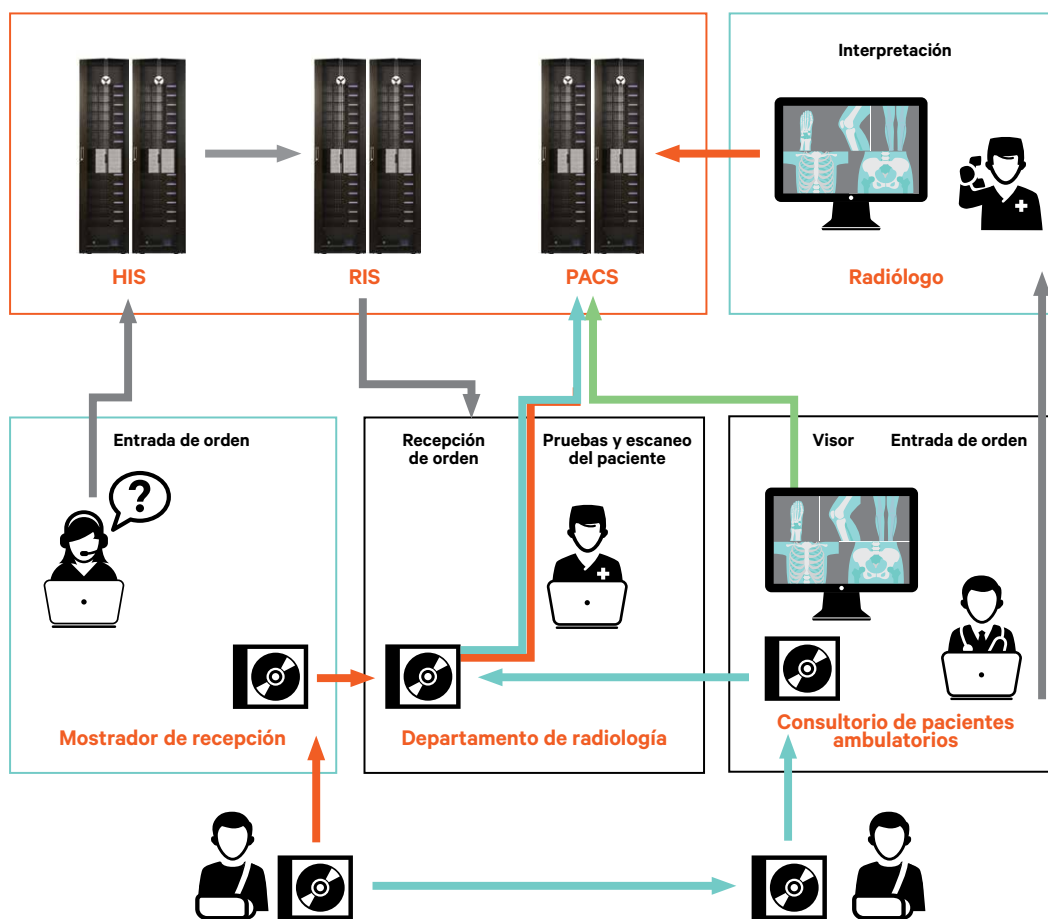 Interpretación
HIS
RIS
PACS
Radiólogo
Entrada de orden
?
Recepción
de orden
Pruebas y escaneo
del paciente
Visor
Entrada de orden
Mostrador de recepción
Departamento de radiología
Consultorio de pacientes
ambulatorios